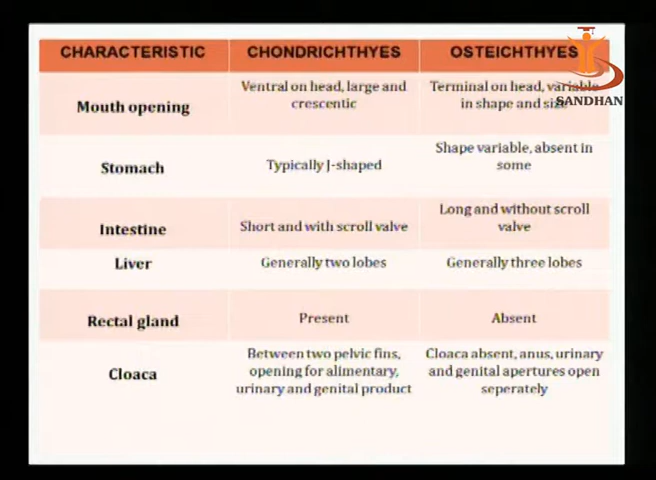 CHARACTERISTIC CHONDRICHTHYES OSTEICHTHYES
SANDHAN
Mouth opening
Ventral on head, large and
crescentic
Terminal on head, variable
in shape and size
Stomach
Typically J-shaped
Shape variable, absent in
some
Intestine
Short and with scroll valve
Long and without scroll
valve
Liver
Generally two lobes
Generally three lobes
Rectal gland
Present
Absent
Cloaca
Between two pelvic fins,
opening for alimentary,
urinary and genital product
Cloaca absent, anus, urinary
and genital apertures open
seperately